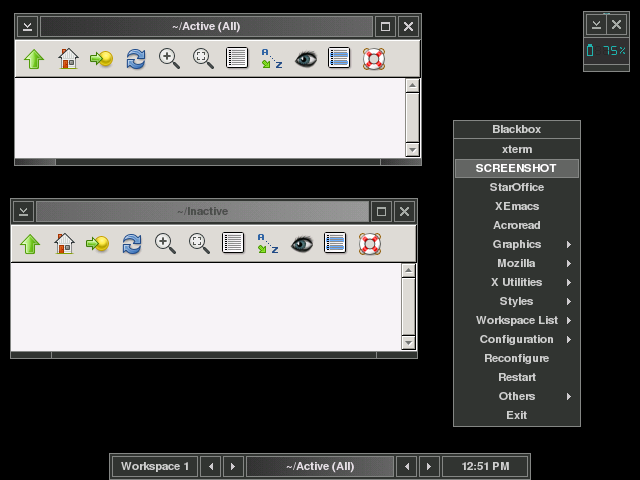 ~/Active (All)
75%
Blackbox
xterm
SCREENSHOT
~/Inactive
StarOffice
XEmacs
Acroread
Graphics
Mozilla
X Utilities
Styles
Workspace List
Configuration
Reconfigure
Restart
Others
Exit
Workspace 1
~/Active (All)
12:51 PM